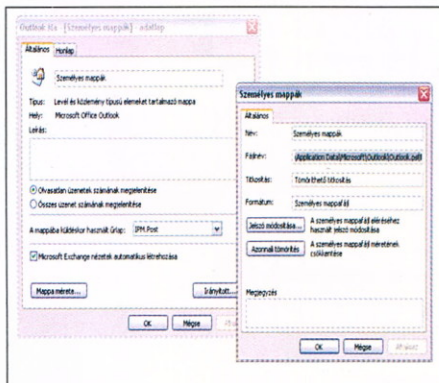 Outlook Ma - [Személyes mappák] - adatlap
Általános Honlap
Személyes mappák
Típus: Levél és közlemény típusú elemeket tartalmazó mappa
Hely: Microsoft Office Outlook
Leírás:
Olvasatlan üzenetek számának megjelenítése
Összes üzenet számának megjelenítése
A mappába küldéskor használt űrlap: IPM.Post
Microsoft Exchange nézetek automatikus létrehozása
Mappa mérete...
Irányított...
OK Mégse
Személyes mappák
Általános
Név: Személyes mappák
Fájlnév: \Application Data\Microsoft\Outlook\Outlook.pst
Titkosítás: Tömöríthető titkosítás
Formátum: Személyes mappafájl
Jelszó módosítása... A személyes mappafájl eléréséhez
használt jelszó módosítása
Azonnali tömörítés A személyes mappafájl méretének
csökkentése
Megjegyzés
OK Mégse Alkalmaz